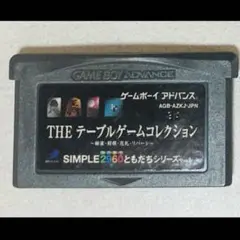 GAME BOY ADVANCE
ゲームボーイ アドバンス
AGB-AZKJ-JPN
THE テーブルゲームコレクション
～麻雀・将棋・花札・リバーシ～
SIMPLE2960ともだちシリーズ